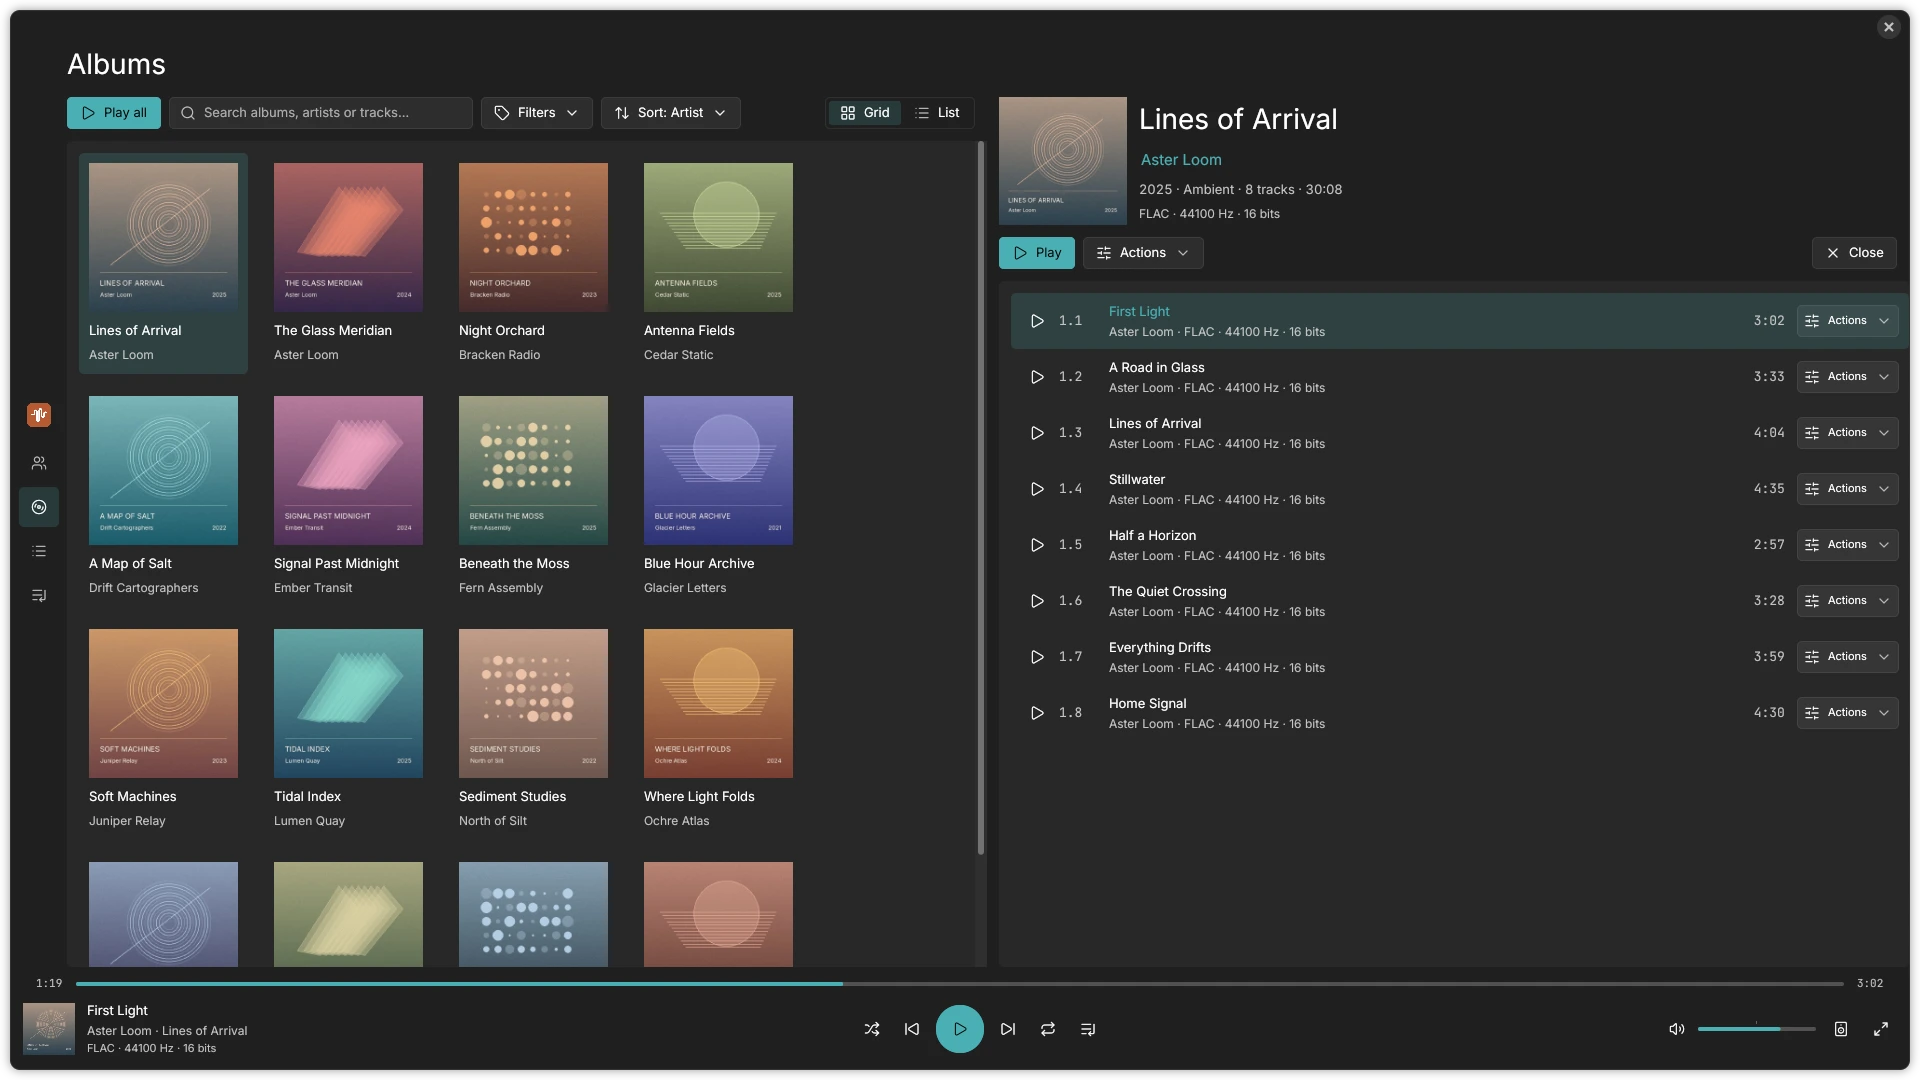 Albums
Play all
Search albums, artists or tracks...
Filters
Sort: Artist
Grid
List
LINES OF ARRIVAL
Aster Loom 2025
Lines of Arrival
Aster Loom
THE GLASS MERIDIAN
Aster Loom 2024
The Glass Meridian
Aster Loom
NIGHT ORCHARD
Bracken Radio 2023
Night Orchard
Bracken Radio
ANTENNA FIELDS
Cedar Static 2025
Antenna Fields
Cedar Static
A MAP OF SALT
Drift Cartographers 2022
A Map of Salt
Drift Cartographers
SIGNAL PAST MIDNIGHT
Ember Transit 2024
Signal Past Midnight
Ember Transit
BENEATH THE MOSS
Fern Assembly 2025
Beneath the Moss
Fern Assembly
BLUE HOUR ARCHIVE
Glacier Letters 2021
Blue Hour Archive
Glacier Letters
SOFT MACHINES
Juniper Relay 2023
Soft Machines
Juniper Relay
TIDAL INDEX
Lumen Quay 2025
Tidal Index
Lumen Quay
SEDIMENT STUDIES
North of Silt 2022
Sediment Studies
North of Silt
WHERE LIGHT FOLDS
Ochre Atlas 2024
Where Light Folds
Ochre Atlas
LINES OF ARRIVAL
Aster Loom 2025
Lines of Arrival
Aster Loom
2025 · Ambient · 8 tracks · 30:08
FLAC · 44100 Hz · 16 bits
Play
Actions
Close
1.1 First Light 3:02 Actions
Aster Loom · FLAC · 44100 Hz · 16 bits
1.2 A Road in Glass 3:33 Actions
Aster Loom · FLAC · 44100 Hz · 16 bits
1.3 Lines of Arrival 4:04 Actions
Aster Loom · FLAC · 44100 Hz · 16 bits
1.4 Stillwater 4:35 Actions
Aster Loom · FLAC · 44100 Hz · 16 bits
1.5 Half a Horizon 2:57 Actions
Aster Loom · FLAC · 44100 Hz · 16 bits
1.6 The Quiet Crossing 3:28 Actions
Aster Loom · FLAC · 44100 Hz · 16 bits
1.7 Everything Drifts 3:59 Actions
Aster Loom · FLAC · 44100 Hz · 16 bits
1.8 Home Signal 4:30 Actions
Aster Loom · FLAC · 44100 Hz · 16 bits
1:19
3:02
First Light
Aster Loom · Lines of Arrival
FLAC · 44100 Hz · 16 bits